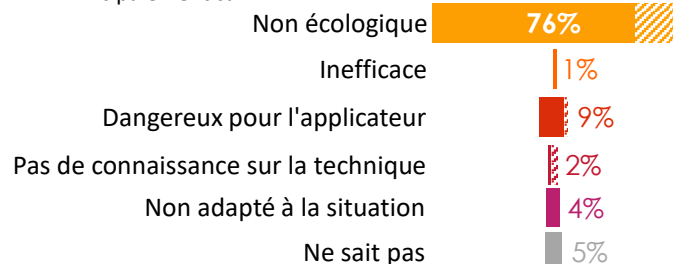 Non écologique 76%
Inefficace 1%
Dangereux pour l'applicateur 9%
Pas de connaissance sur la technique 2%
Non adapté à la situation 4%
Ne sait pas 5%